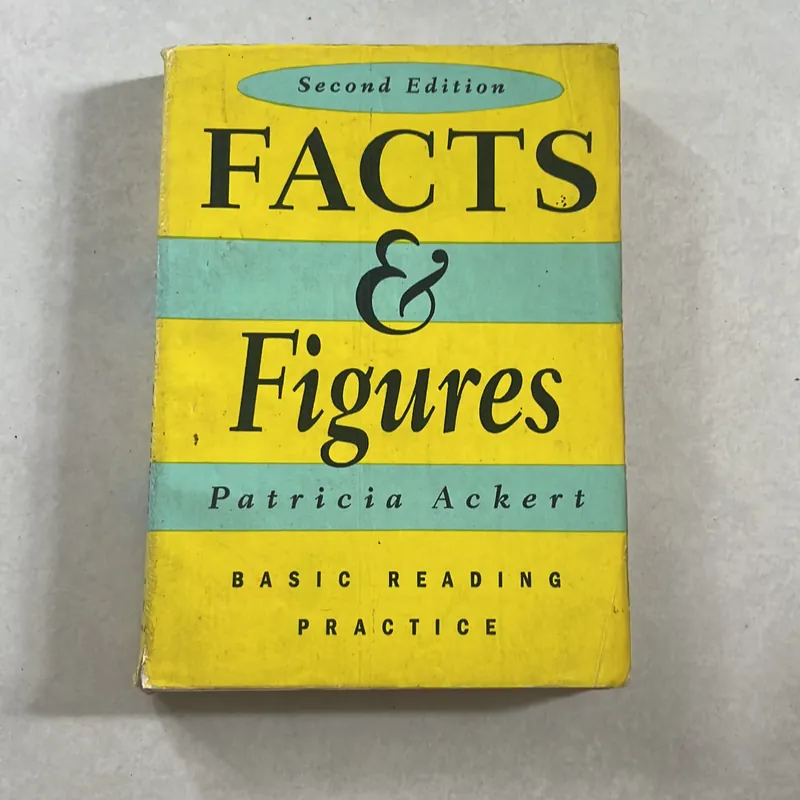 Second Edition
FACTS
&
Figures
Patricia Ackert
BASIC READING
PRACTICE